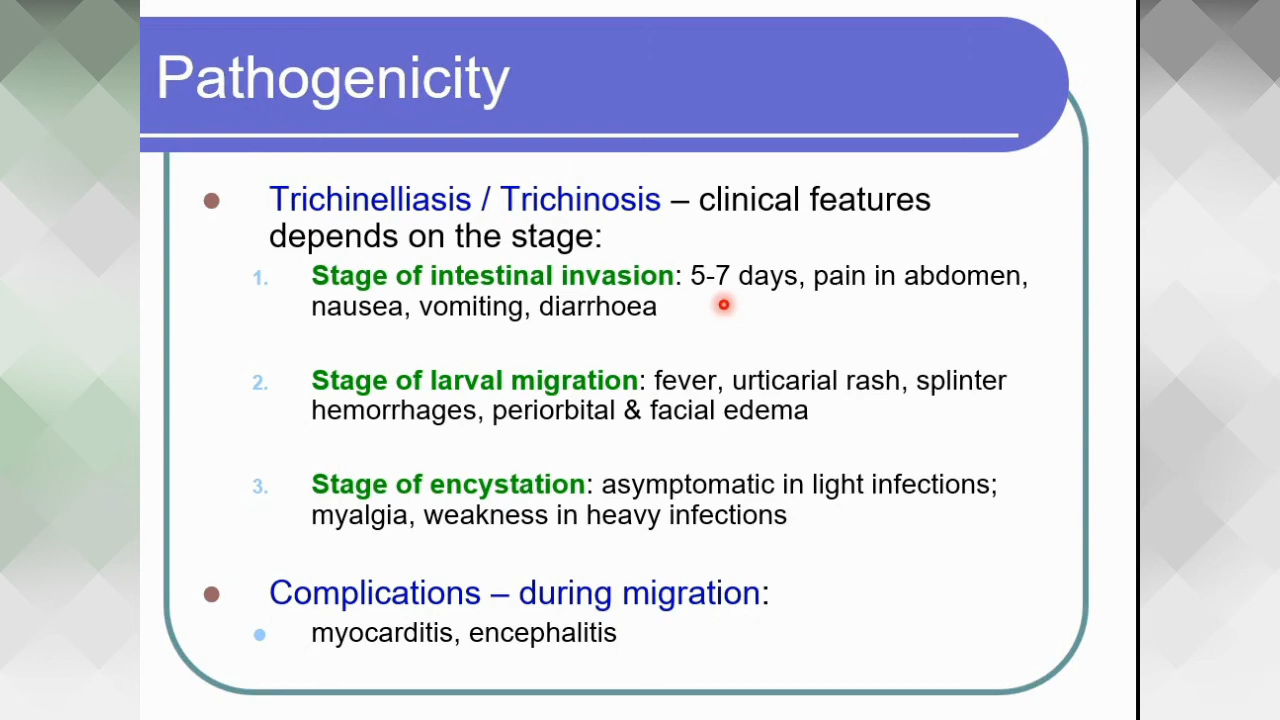 Pathogenicity
Trichinelliasis / Trichinosis – clinical features
depends on the stage:
1. Stage of intestinal invasion: 5-7 days, pain in abdomen,
nausea, vomiting, diarrhoea
2. Stage of larval migration: fever, urticarial rash, splinter
hemorrhages, periorbital & facial edema
3. Stage of encystation: asymptomatic in light infections;
myalgia, weakness in heavy infections
Complications – during migration:
myocarditis, encephalitis